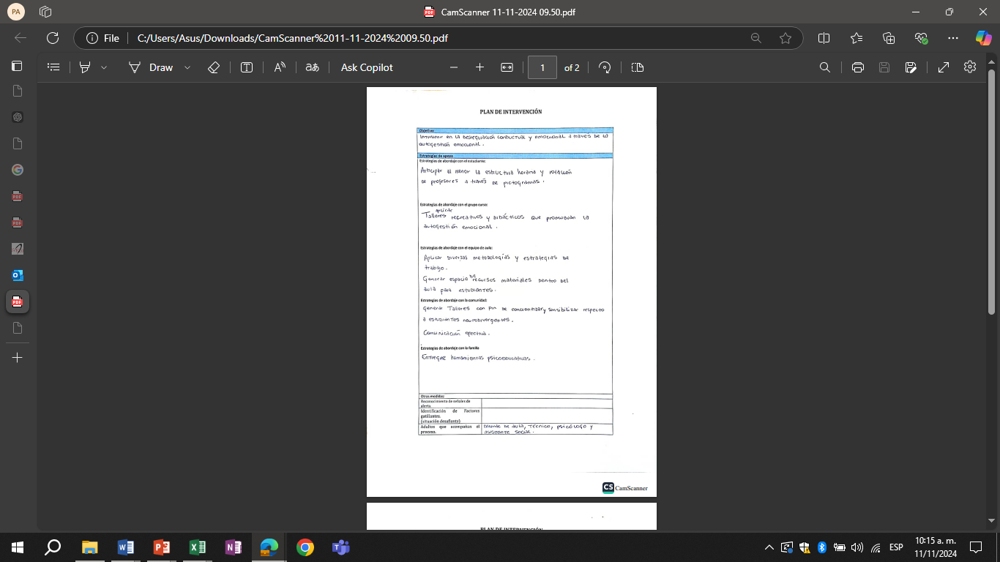 PA
CamScanner 11-11-2024 09.50.pdf
File
C:/Users/Asus/Downloads/CamScanner%2011-11-2024%2009.50.pdf
Draw
aあ
Ask Copilot
1
of 2
PLAN DE INTERVENCIÓN
Objetivo:
Intervenir en la desregulación conductual y emocional a través de la
autogestión emocional.
Estrategias de apoyo
Estrategias de abordaje con el estudiante:
Anticipar al menor la estructura horaria y rotación
de profesores a través de pictogramas.
Estrategias de abordaje con el grupo curso:
aplicar
Talleres recreativos y didácticos que promuevan la
autogestión emocional.
Estrategias de abordaje con el equipo de aula:
Aplicar diversas metodologías y estrategias de
trabajo.
Generar espacio de recursos materiales dentro del
aula para estudiantes.
Estrategias de abordaje con la comunidad:
Generar Talleres con fin de concientizar y sensibilizar respecto
a estudiantes neurodivergentes.
Comunicación efectiva.
Estrategias de abordaje con la familia
Entregar herramientas psicoeducativas.
Otras medidas:
Reconocimiento de señales de
alerta.
Identificación de Factores
gatillantes.
(situación desafiante)
Adultos que acompañan el
proceso.
Docente de aula, Técnico, psicólogo y
asistente social.
CS CamScanner
PLAN DE INTERVENCIÓN
ESP
10:15 a. m.
11/11/2024